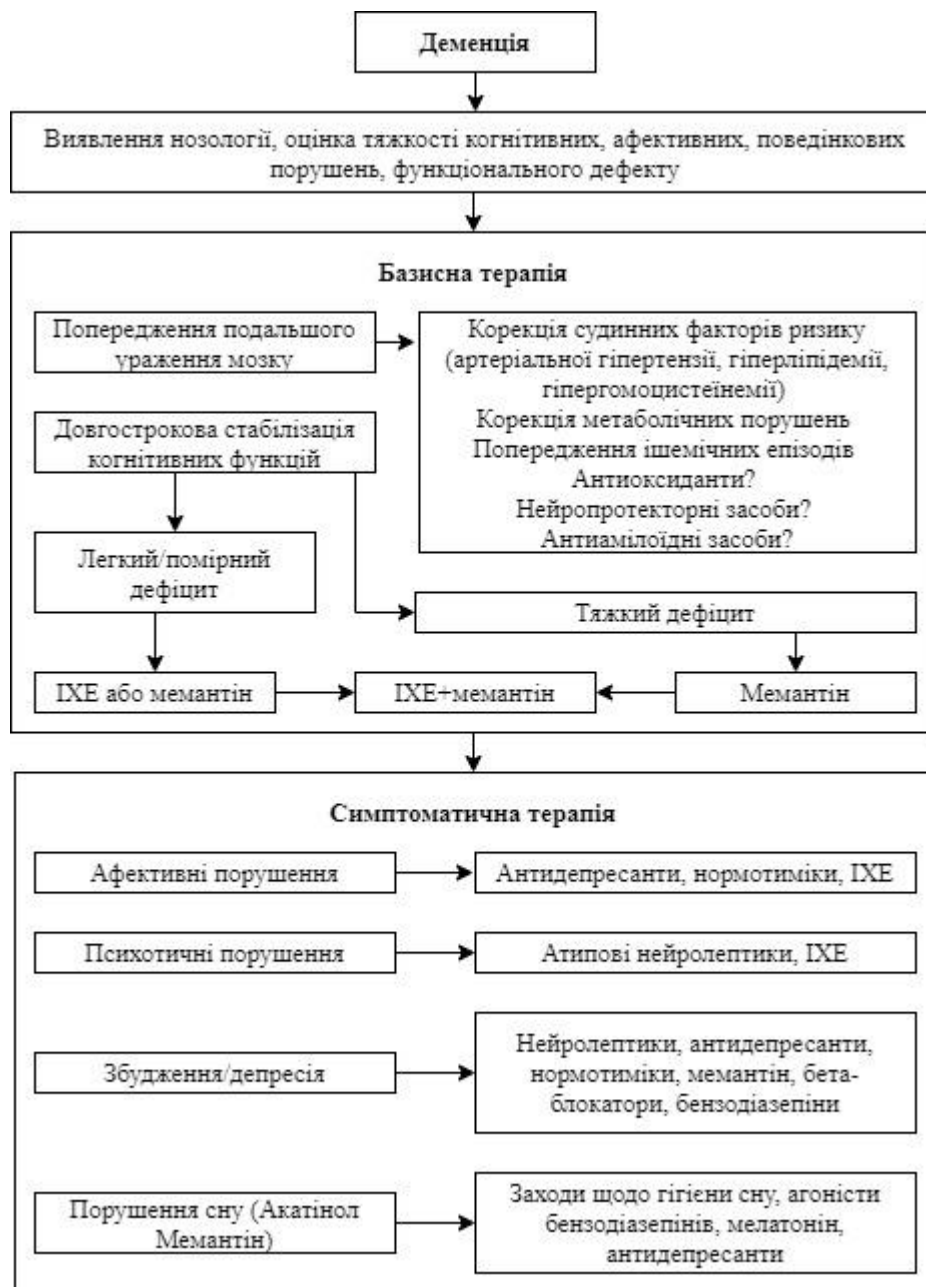 Деменція
Виявлення нозології, оцінка тяжкості когнітивних, афективних, поведінкових
порушень, функціонального дефекту
Базисна терапія
Попередження подальшого
ураження мозку
Корекція судинних факторів ризику
(артеріальної гіпертензії, гіперліпідемії,
гіпергомоцистеїнемії)
Корекція метаболічних порушень
Попередження ішемічних епізодів
Антиоксиданти?
Нейропротекторні засоби?
Антиамілоїдні засоби?
Довгострокова стабілізація
когнітивних функцій
Легкий/помірний
дефіцит
Тяжкий дефіцит
ІХЕ або мемантін
ІХЕ+мемантін
Мемантін
Симптоматична терапія
Афективні порушення
Антидепресанти, нормотиміки, ІХЕ
Психотичні порушення
Атипові нейролептики, ІХЕ
Збудження/депресія
Нейролептики, антидепресанти,
нормотиміки, мемантін, бета-
блокатори, бензодіазепіни
Порушення сну (Акатінол
Мемантін)
Заходи щодо гігієни сну, агоністи
бензодіазепінів, мелатонін,
антидепресанти